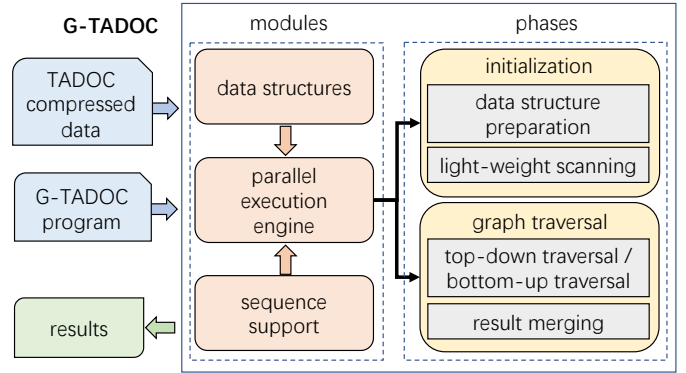 G-TADOC
modules
phases
TADOC
compressed
data
G-TADOC
program
results
data structures
parallel
execution
engine
sequence
support
initialization
data structure
preparation
light-weight scanning
graph traversal
top-down traversal /
bottom-up traversal
result merging